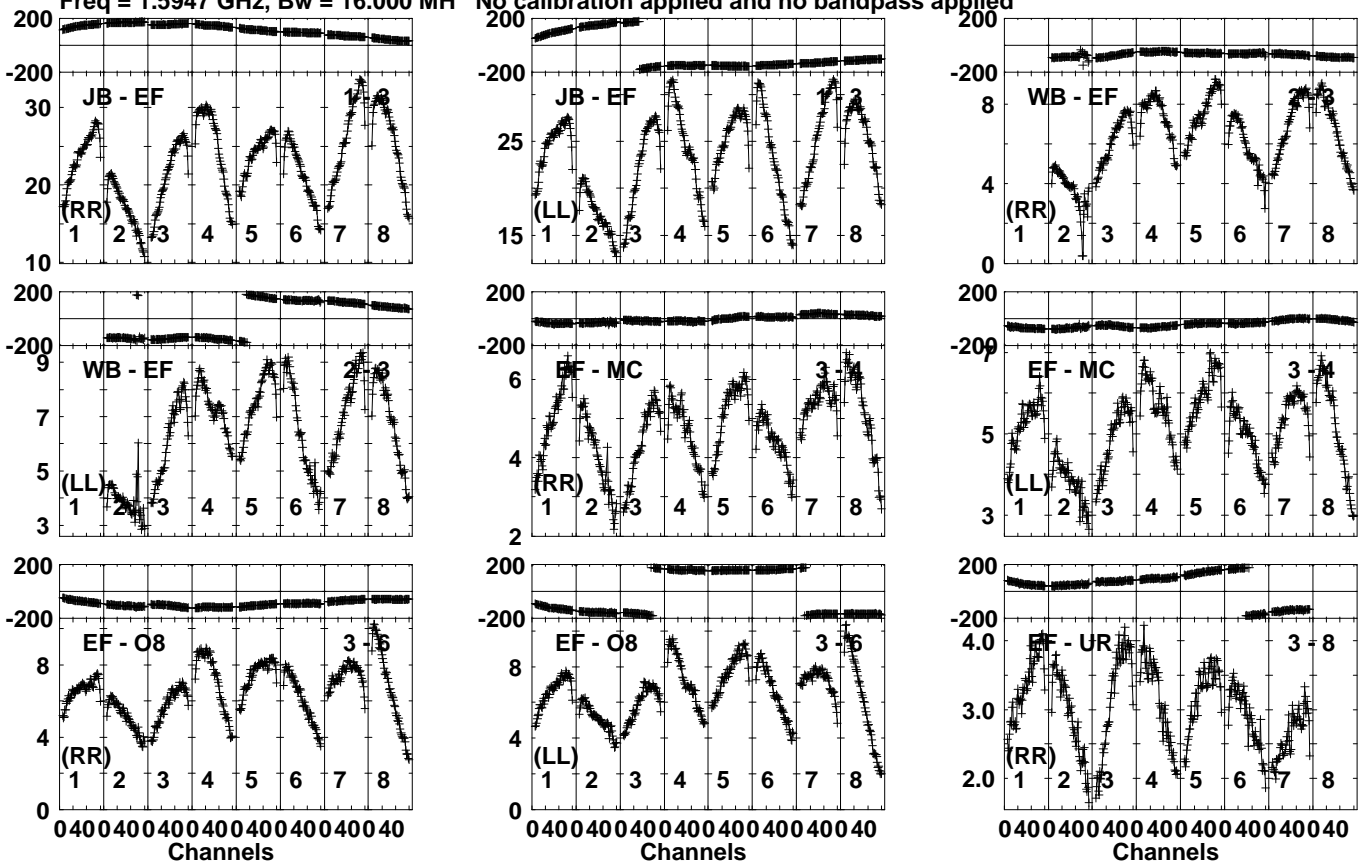 Freq = 1.5947 GHz, Bw = 16.000 MH No calibration applied and no bandpass applied
200 200 200
-200 -200 -200
JB - EF 1 - 3 JB - EF 1 - 3 WB - EF 2 - 3
30 25 8
20 15 4
10 0
(RR) (LL) (RR)
1 2 3 4 5 6 7 8 1 2 3 4 5 6 7 8 1 2 3 4 5 6 7 8
200 200 200
-200 -200 -200
WB - EF 2 - 3 EF - MC 3 - 4 EF - MC 3 - 4
9 6 7
7 4 5
5 2 3
3
(LL) (RR) (LL)
1 2 3 4 5 6 7 8 1 2 3 4 5 6 7 8 1 2 3 4 5 6 7 8
200 200 200
-200 -200 -200
EF - O8 3 - 6 EF - O8 3 - 6 EF - UR 3 - 8
8 8 4.0
4 4 3.0
0 0 2.0
(RR) (LL) (RR)
1 2 3 4 5 6 7 8 1 2 3 4 5 6 7 8 1 2 3 4 5 6 7 8
0 40 0 40 0 40 0 40 0 40 0 40 0 40 0 40 0 40 0 40 0 40 0 40 0 40 0 40 0 40 0 40 0 40 0 40 0 40 0 40 0 40 0 40 0 40 0 40
Channels Channels Channels